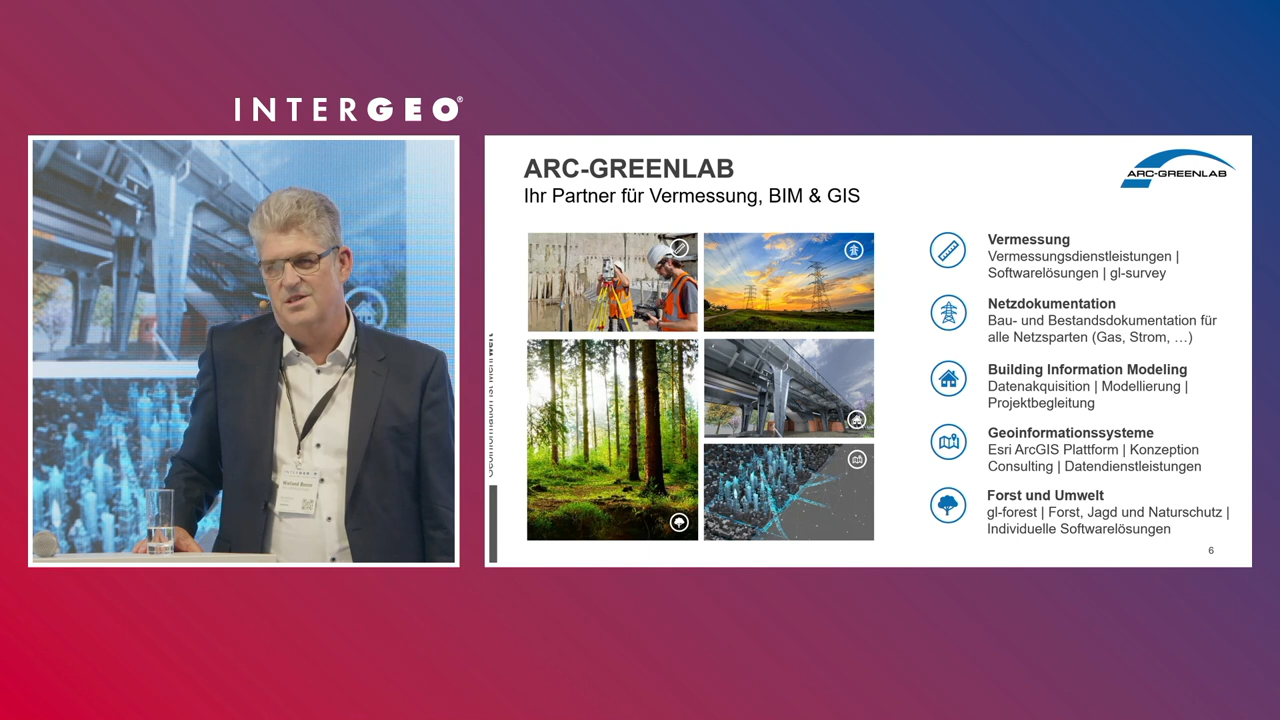 INTERGEO®
ARC-GREENLAB
Ihr Partner für Vermessung, BIM & GIS
ARC-GREENLAB
Vermessung
Vermessungsdienstleistungen |
Softwarelösungen | gl-survey
Netzdokumentation
Bau- und Bestandsdokumentation für
alle Netzsparten (Gas, Strom, …)
Building Information Modeling
Datenakquisition | Modellierung |
Projektbegleitung
Geoinformationssysteme
Esri ArcGIS Plattform | Konzeption
Consulting | Datendienstleistungen
Forst und Umwelt
gl-forest | Forst, Jagd und Naturschutz |
Individuelle Softwarelösungen
6